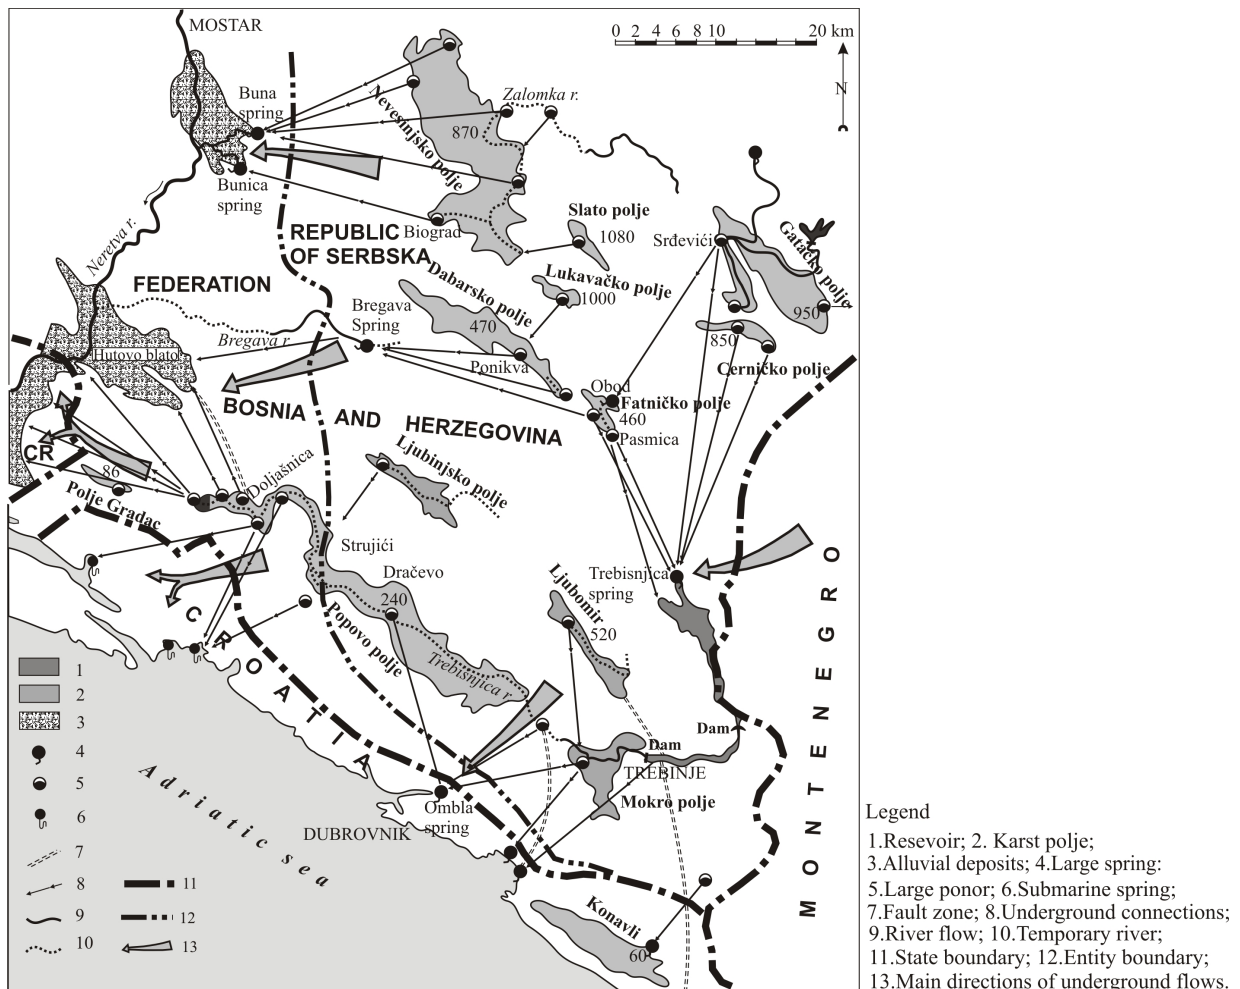 MOSTAR
0 2 4 6 8 10 20 km
N
Buna
spring
Zalomka r.
Nevesinjsko polje
870
Bunica
spring
Neretva r.
Slato polje
1080
Biograd
REPUBLIC
OF SERBSKA
Srđevići
Gatačko polje
950
FEDERATION
Dabarsko polje
470
Lukavačko polje
1000
Bregava
Spring
Bregava r.
Hutovo blato
850
Cerničko polje
Ponikva
Obod
Fatničko polje
460
Pasmica
BOSNIA AND HERZEGOVINA
CR
86
Polje Gradac
Doljašnica
Ljubinjsko polje
Strujići
Dračevo
240
Popovo polje
Trebisnjica r.
Ljubomir
520
Trebisnjica
spring
MONTENEGRO
CROATIA
Dam
Dam
TREBINJE
Mokro polje
Ombla
spring
DUBROVNIK
Adriatic sea
Konavli
60
1
2
3
4
5
6
7
8
9
10
11
12
13
Legend
1.Resevoir; 2. Karst polje;
3.Alluvial deposits; 4.Large spring:
5.Large ponor; 6.Submarine spring;
7.Fault zone; 8.Underground connections;
9.River flow; 10.Temporary river;
11.State boundary; 12.Entity boundary;
13.Main directions of underground flows.